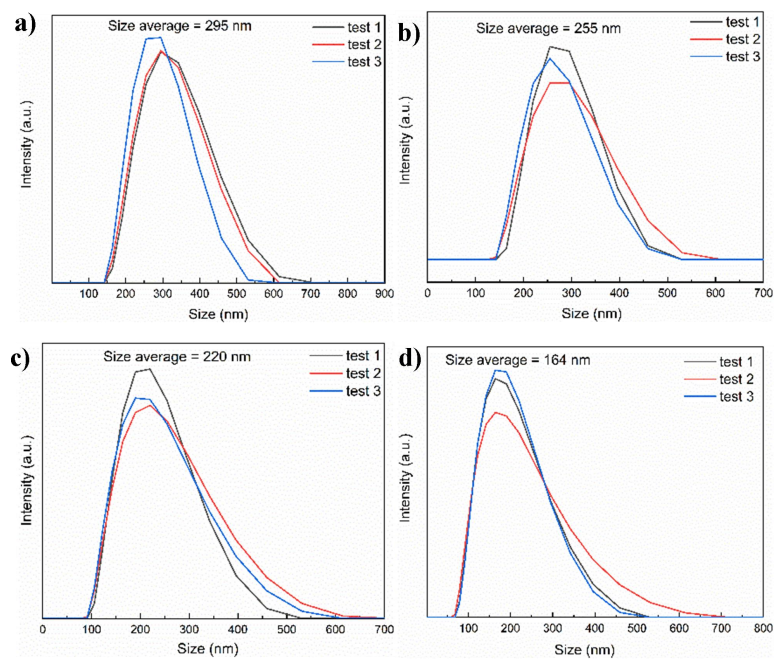 a)
Size average = 295 nm
test 1
test 2
test 3
Intensity (a.u.)
100 200 300 400 500 600 700 800 900
Size (nm)
b)
Size average = 255 nm
test 1
test 2
test 3
Intensity (a.u.)
0 100 200 300 400 500 600 700
Size (nm)
c)
Size average = 220 nm
test 1
test 2
test 3
Intensity (a.u.)
0 100 200 300 400 500 600 700
Size (nm)
d)
Size average = 164 nm
test 1
test 2
test 3
Intensity (a.u.)
100 200 300 400 500 600 700 800
Size (nm)